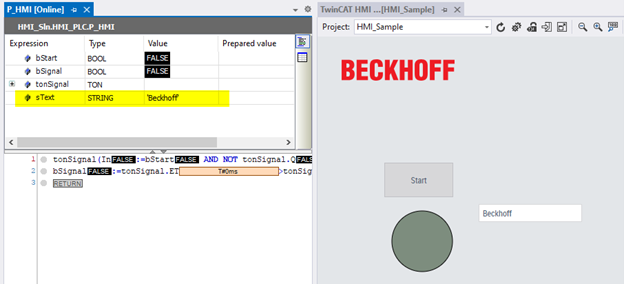 P_HMI [Online]
HMI_Sln.HMI_PLC.P_HMI
Expression Type Value Prepared value
bStart BOOL FALSE
bSignal BOOL FALSE
tonSignal TON
sText STRING 'Beckhoff'
1 tonSignal(In FALSE :=bStart FALSE AND NOT tonSignal.Q FALS
2 bSignal FALSE :=tonSignal.ET T#0ms >tonSig
3 RETURN
TwinCAT HMI ...[HMI_Sample]
Project: HMI_Sample
BECKHOFF
Start
Beckhoff